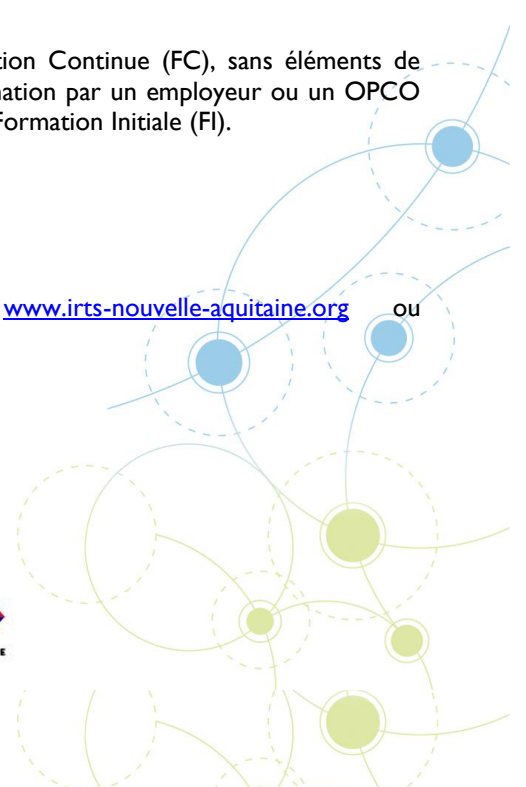 tion Continue (FC), sans éléments de
nation par un employeur ou un OPCO
Formation Initiale (FI).
www.irts-nouvelle-aquitaine.org ou
E